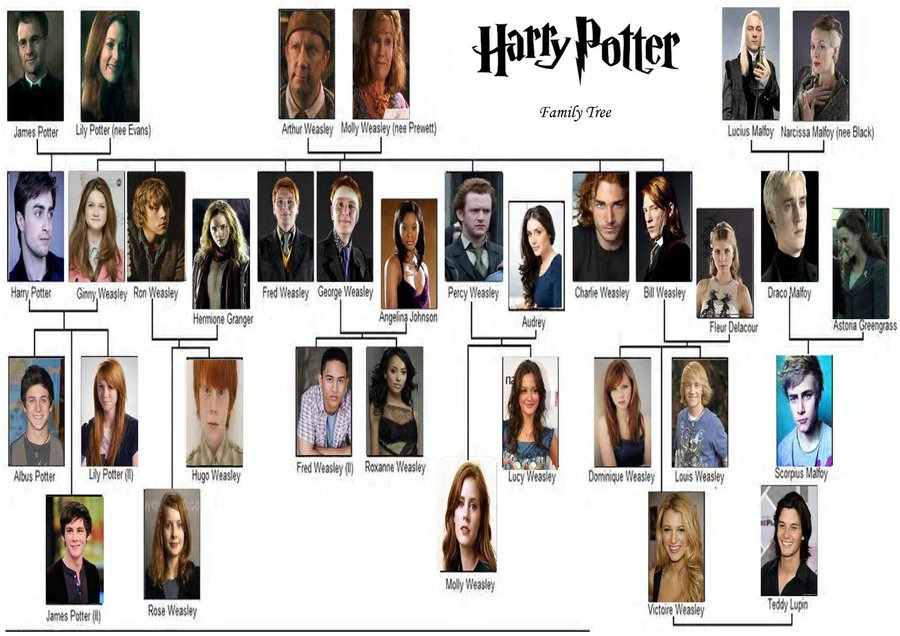 Harry Potter
Family Tree
James Potter
Lily Potter (nee Evans)
Arthur Weasley
Molly Weasley (nee Prewett)
Lucius Malfoy
Narcissa Malfoy (nee Black)
Harry Potter
Ginny Weasley
Ron Weasley
Hermione Granger
Fred Weasley
George Weasley
Angelina Johnson
Percy Weasley
Audrey
Charlie Weasley
Bill Weasley
Fleur Delacour
Draco Malfoy
Astoria Greengrass
Albus Potter
Lily Potter (II)
Hugo Weasley
Fred Weasley (II)
Roxanne Weasley
Lucy Weasley
Dominique Weasley
Louis Weasley
Scorpius Malfoy
James Potter (II)
Rose Weasley
Molly Weasley
Victoire Weasley
Teddy Lupin